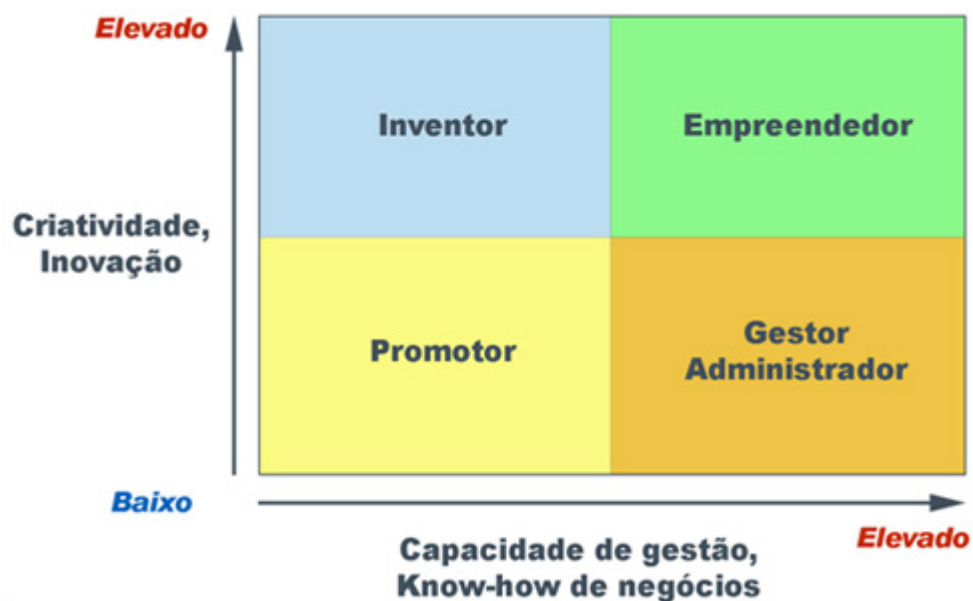 Elevado
Inventor
Empreendedor
Criatividade,
Inovação
Promotor
Gestor
Administrador
Baixo
Elevado
Capacidade de gestão,
Know-how de negócios